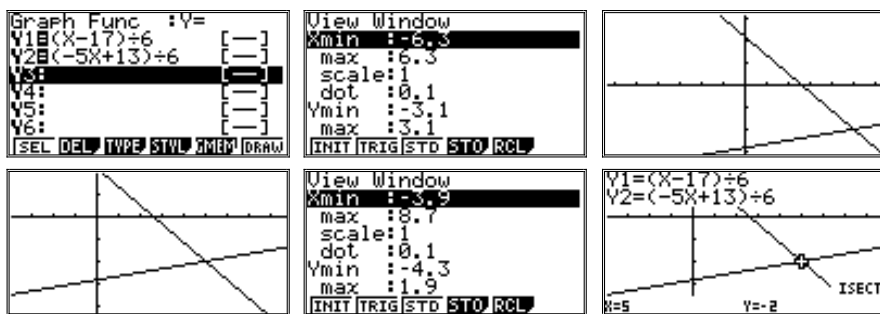 Graph Func :Y=
Y1=(X-17)÷6 [—]
Y2=(-5X+13)÷6 [—]
Y3: [—]
Y4: [—]
Y5: [—]
Y6: [—]
SEL DEL TYPE STYL GMEM DRAW
View Window
Xmin :-6.3
max :6.3
scale:1
dot :0.1
Ymin :-3.1
max :3.1
INIT TRIG STD STO RCL
View Window
Xmin :-3.9
max :8.7
scale:1
dot :0.1
Ymin :-4.3
max :1.9
INIT TRIG STD STO RCL
Y1=(X-17)÷6
Y2=(-5X+13)÷6
ISECT
X=5 Y=-2